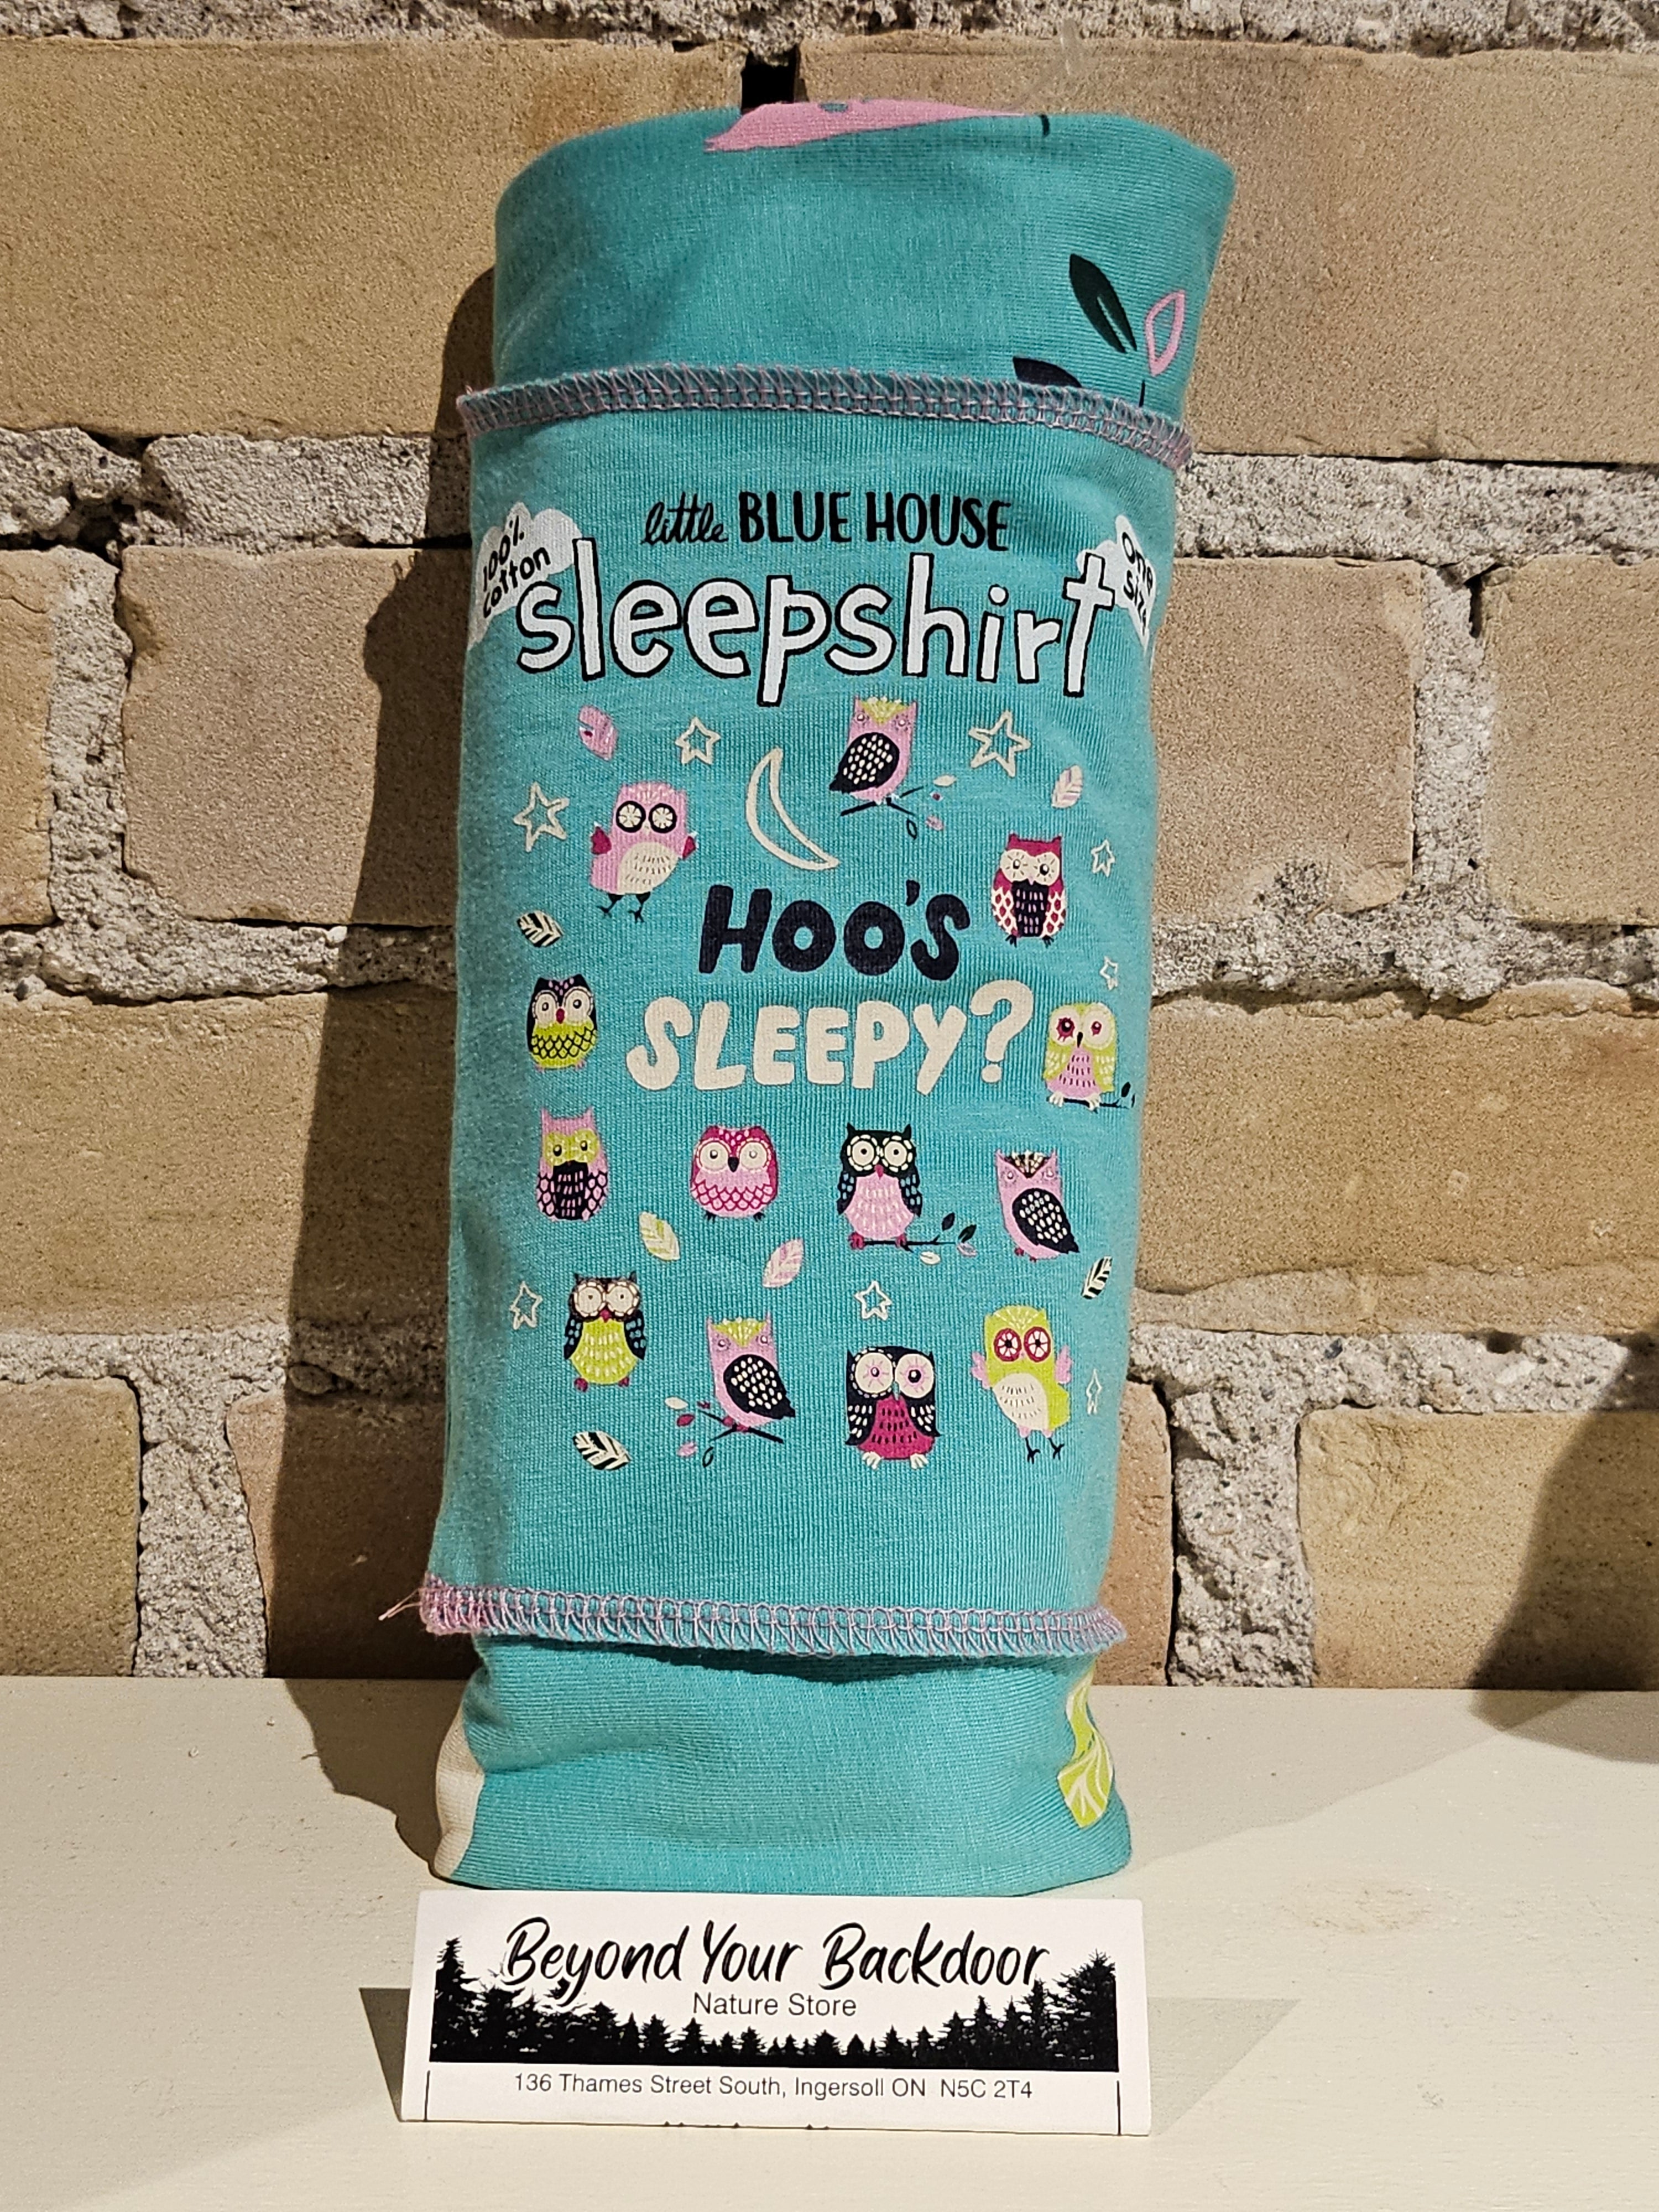 little BLUE HOUSE
100% cotton
sleepshirt
one size
HOO'S
SLEEPY?
Beyond Your Backdoor
Nature Store
136 Thames Street South, Ingersoll ON N5C 2T4